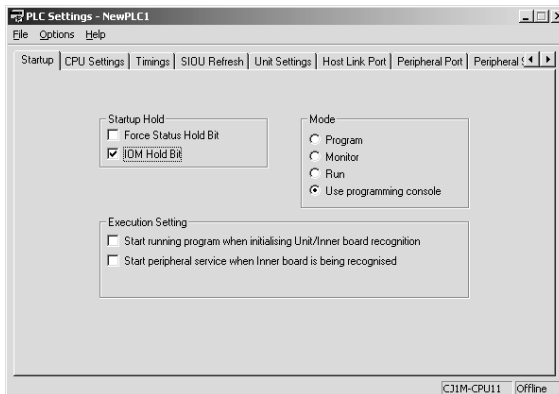 PLC Settings - NewPLC1
File Options Help
Startup CPU Settings Timings SIOU Refresh Unit Settings Host Link Port Peripheral Port Peripheral
Startup Hold
Force Status Hold Bit
IOM Hold Bit
Mode
Program
Monitor
Run
Use programming console
Execution Setting
Start running program when initialising Unit/Inner board recognition
Start peripheral service when Inner board is being recognised
CJ1M-CPU11 Offline